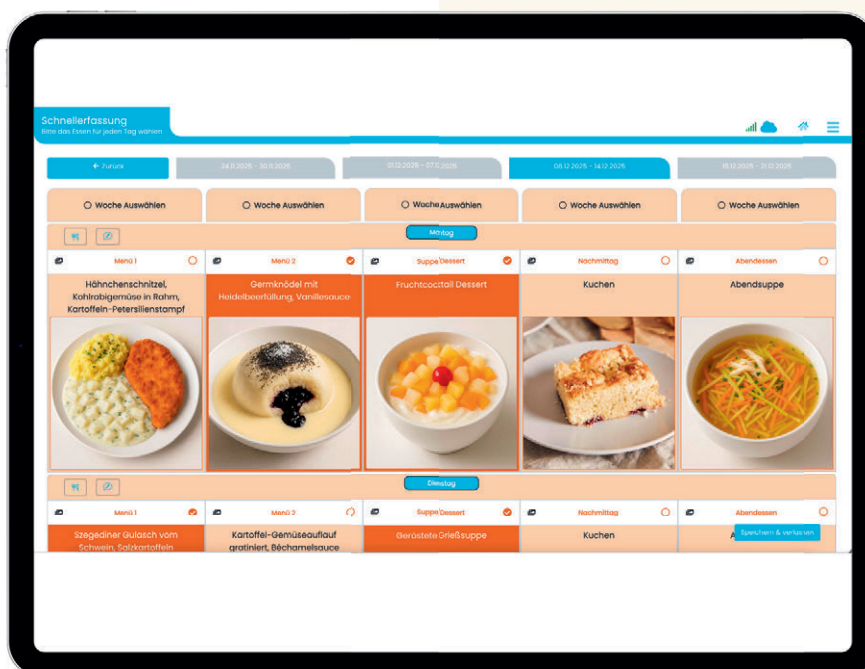 Schnellerfassung
Bitte das Essen für jeden Tag wählen
← Zurück
24.11.2025 - 30.11.2025
01.12.2025 - 07.12.2025
08.12.2025 - 14.12.2025
15.12.2025 - 21.12.2025
Woche Auswählen
Woche Auswählen
Woche Auswählen
Woche Auswählen
Woche Auswählen
Montag
Menü 1
Menü 2
Suppe/Dessert
Nachmittag
Abendessen
Hähnchenschnitzel,
Kohlrabigemüse in Rahm,
Kartoffeln-Petersilienstampf
Germknödel mit
Heidelbeerfüllung, Vanillesauce
Fruchtcocttail Dessert
Kuchen
Abendsuppe
Dienstag
Menü 1
Menü 2
Suppe/Dessert
Nachmittag
Abendessen
Szegediner Gulasch vom
Schwein, Salzkartoffeln
Kartoffel-Gemüseauflauf
gratiniert, Béchamelsauce
Geröstete Grießsuppe
Kuchen
Speichern & verlassen